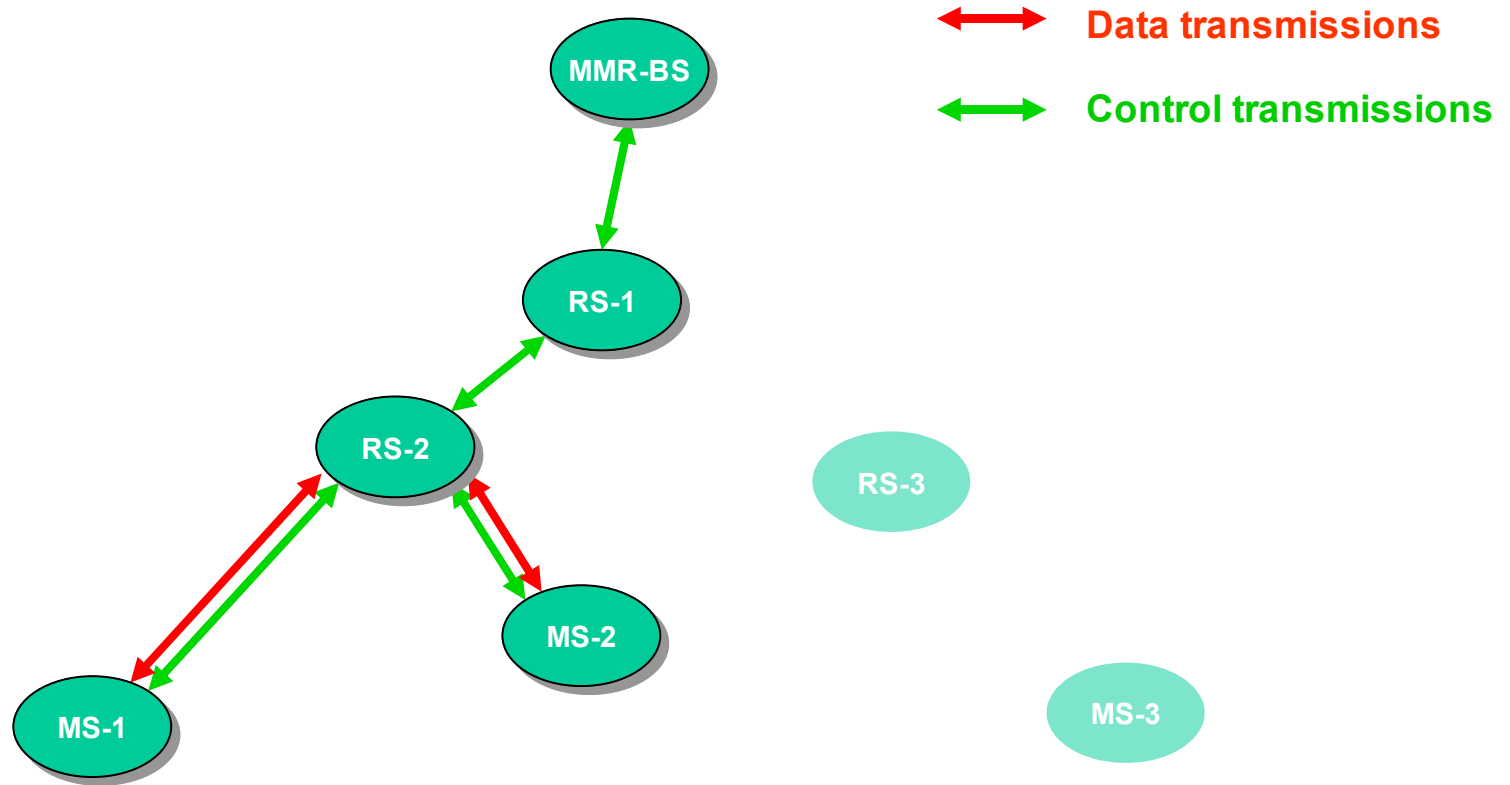 MMR-BS
Data transmissions
Control transmissions
RS-1
RS-2
RS-3
MS-2
MS-3
MS-1